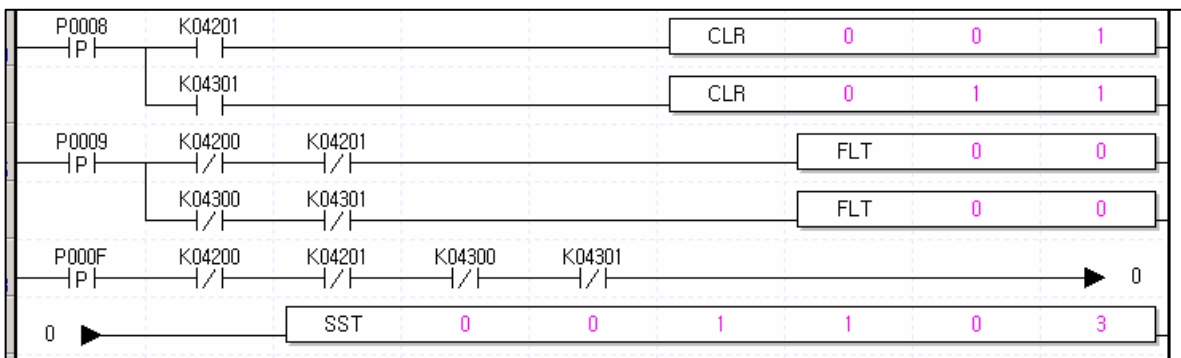 P0008 K04201
P CLR 0 0 1
K04301
CLR 0 1 1
P0009 K04200 K04201
P FLT 0 0
K04300 K04301
FLT 0 0
P000F K04200 K04201 K04300 K04301
P 0
0 SST 0 0 1 1 0 3